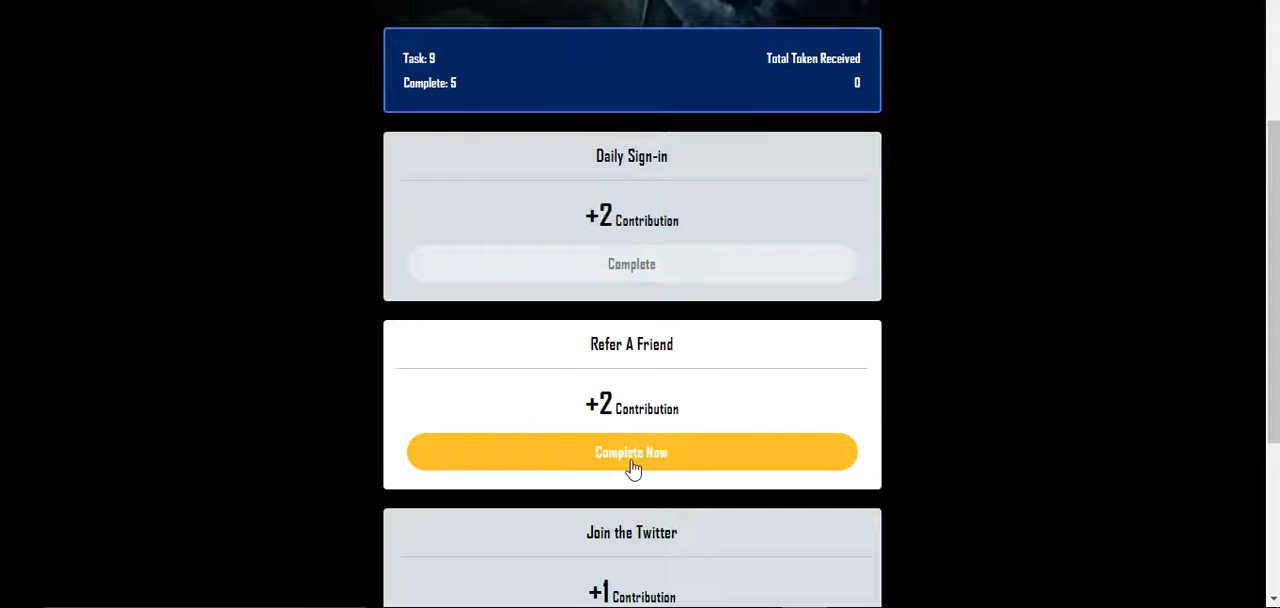 Task: 9
Total Token Received
Complete: 5
0
Daily Sign-in
+2 Contribution
Complete
Refer A Friend
+2 Contribution
Complete Now
Join the Twitter
+1 Contribution